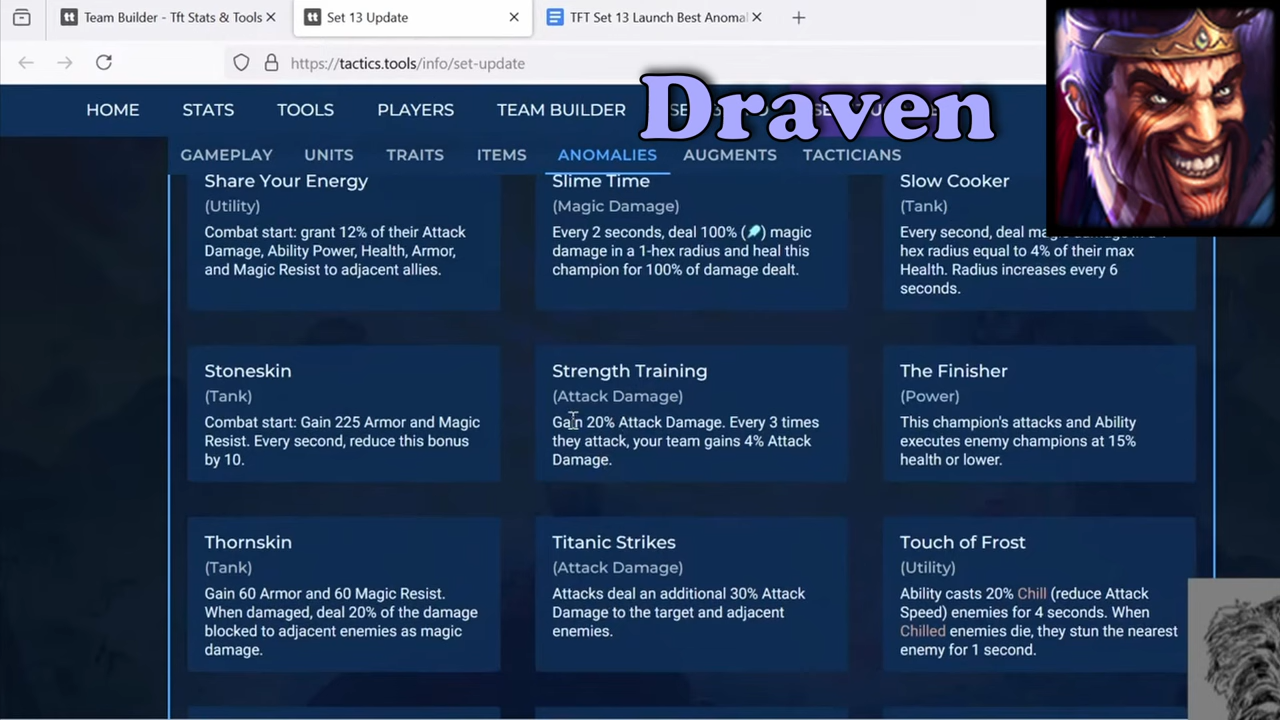 Team Builder - Tft Stats & Tools
Set 13 Update
TFT Set 13 Launch Best Anomal
https://tactics.tools/info/set-update
Draven
HOME
STATS
TOOLS
PLAYERS
TEAM BUILDER
GAMEPLAY
UNITS
TRAITS
ITEMS
ANOMALIES
AUGMENTS
TACTICIANS
Share Your Energy
(Utility)
Combat start: grant 12% of their Attack
Damage, Ability Power, Health, Armor,
and Magic Resist to adjacent allies.
Slime Time
(Magic Damage)
Every 2 seconds, deal 100% ( ) magic
damage in a 1-hex radius and heal this
champion for 100% of damage dealt.
Slow Cooker
(Tank)
Every second, deal
hex radius equal to 4% of their max
Health. Radius increases every 6
seconds.
Stoneskin
(Tank)
Combat start: Gain 225 Armor and Magic
Resist. Every second, reduce this bonus
by 10.
Strength Training
(Attack Damage)
Gain 20% Attack Damage. Every 3 times
they attack, your team gains 4% Attack
Damage.
The Finisher
(Power)
This champion's attacks and Ability
executes enemy champions at 15%
health or lower.
Thornskin
(Tank)
Gain 60 Armor and 60 Magic Resist.
When damaged, deal 20% of the damage
blocked to adjacent enemies as magic
damage.
Titanic Strikes
(Attack Damage)
Attacks deal an additional 30% Attack
Damage to the target and adjacent
enemies.
Touch of Frost
(Utility)
Ability casts 20% Chill (reduce Attack
Speed) enemies for 4 seconds. When
Chilled enemies die, they stun the nearest
enemy for 1 second.